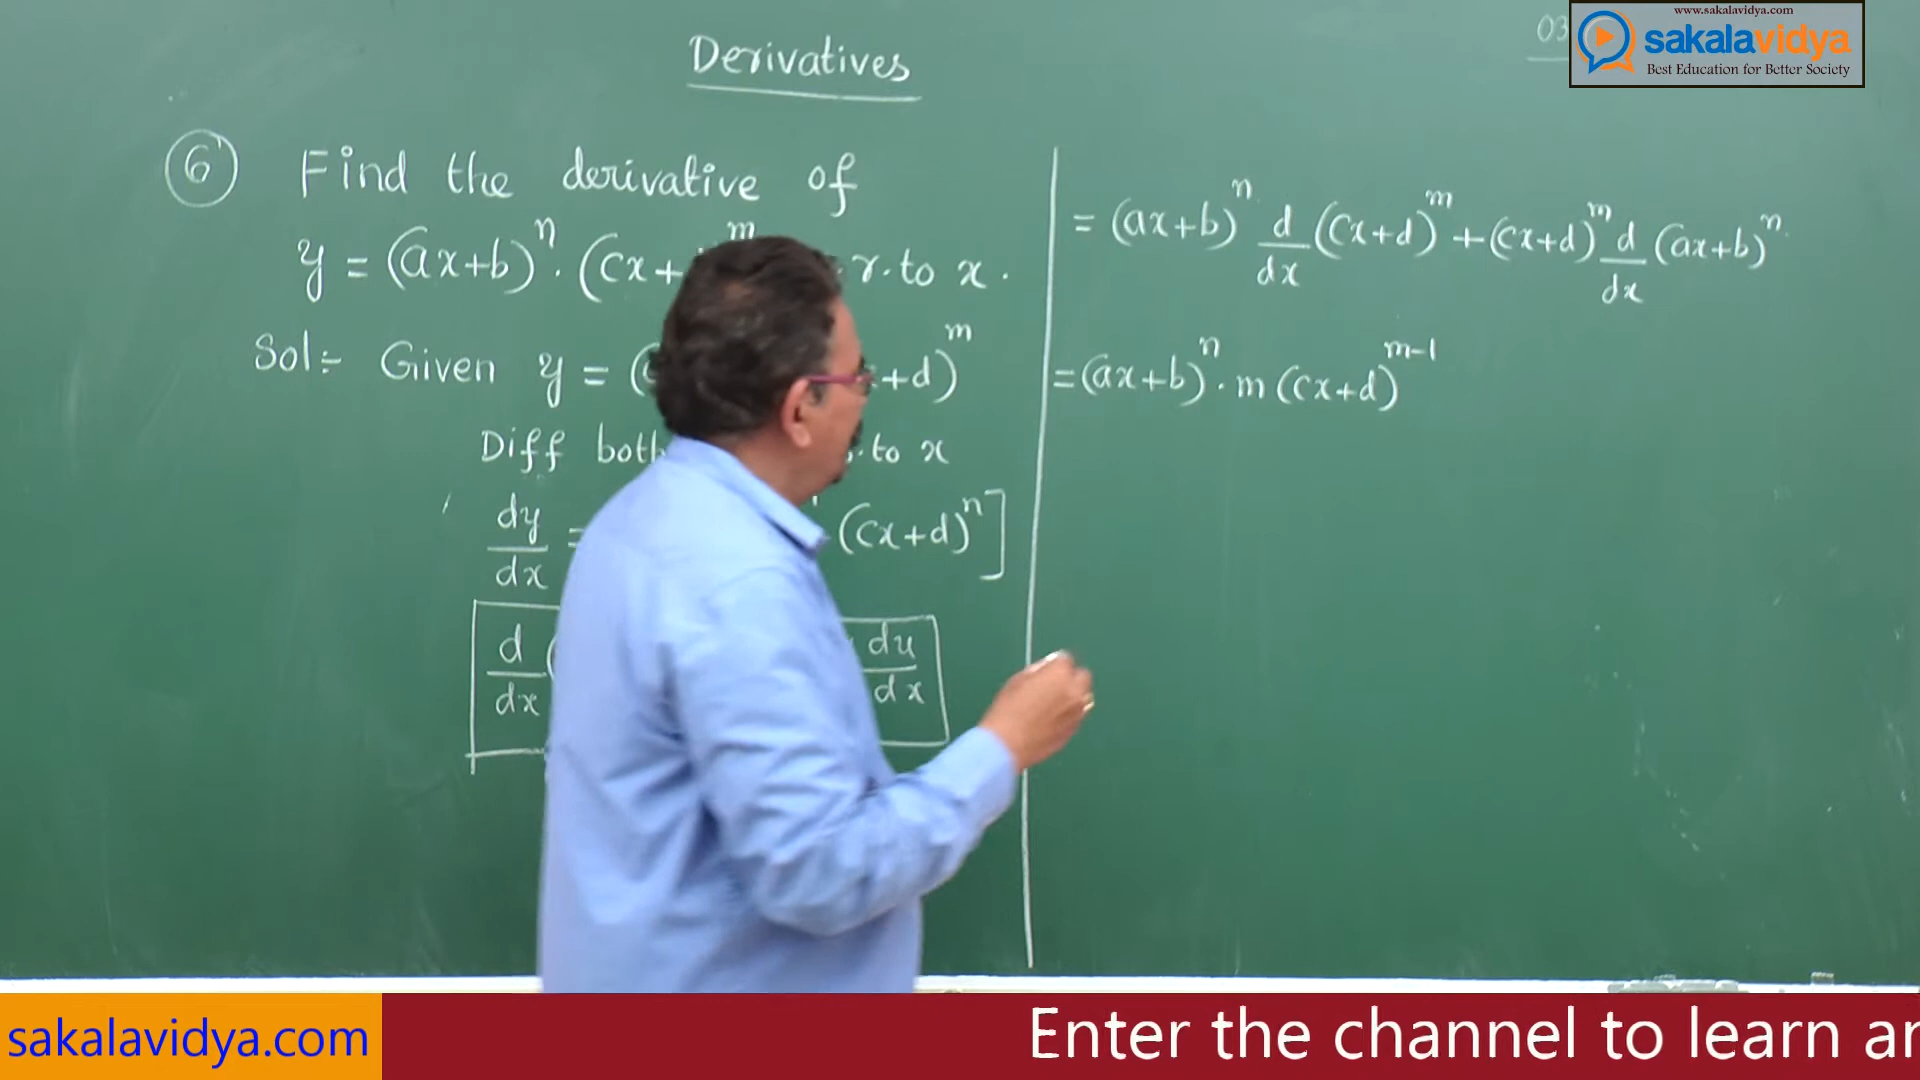 www.sakalavidya.com
03
sakalavidya
Best Education for Better Society
Derivatives
6 Find the derivative of
y = (ax+b)^n . (cx+ ^m . r. to x .
Sol:- Given y = ( +d)^m
Diff both .to x
dy/dx = (cx+d)^n ]
d/dx ( du/dx
= (ax+b)^n d/dx (cx+d)^m + (cx+d)^m d/dx (ax+b)^n .
= (ax+b)^n . m (cx+d)^m-1
sakalavidya.com
Enter the channel to learn an